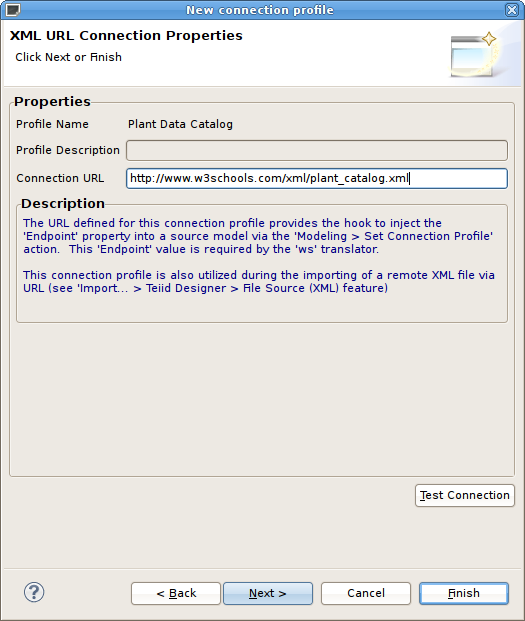 New connection profile
XML URL Connection Properties
Click Next or Finish
Properties
Profile Name Plant Data Catalog
Profile Description
Connection URL http://www.w3schools.com/xml/plant_catalog.xml
Description
The URL defined for this connection profile provides the hook to inject the
'Endpoint' property into a source model via the 'Modeling > Set Connection Profile'
action.  This 'Endpoint' value is required by the 'ws' translator.
This connection profile is also utilized during the importing of a remote XML file via
URL (see 'Import... > Teiid Designer > File Source (XML) feature)
Test Connection
? < Back Next > Cancel Finish